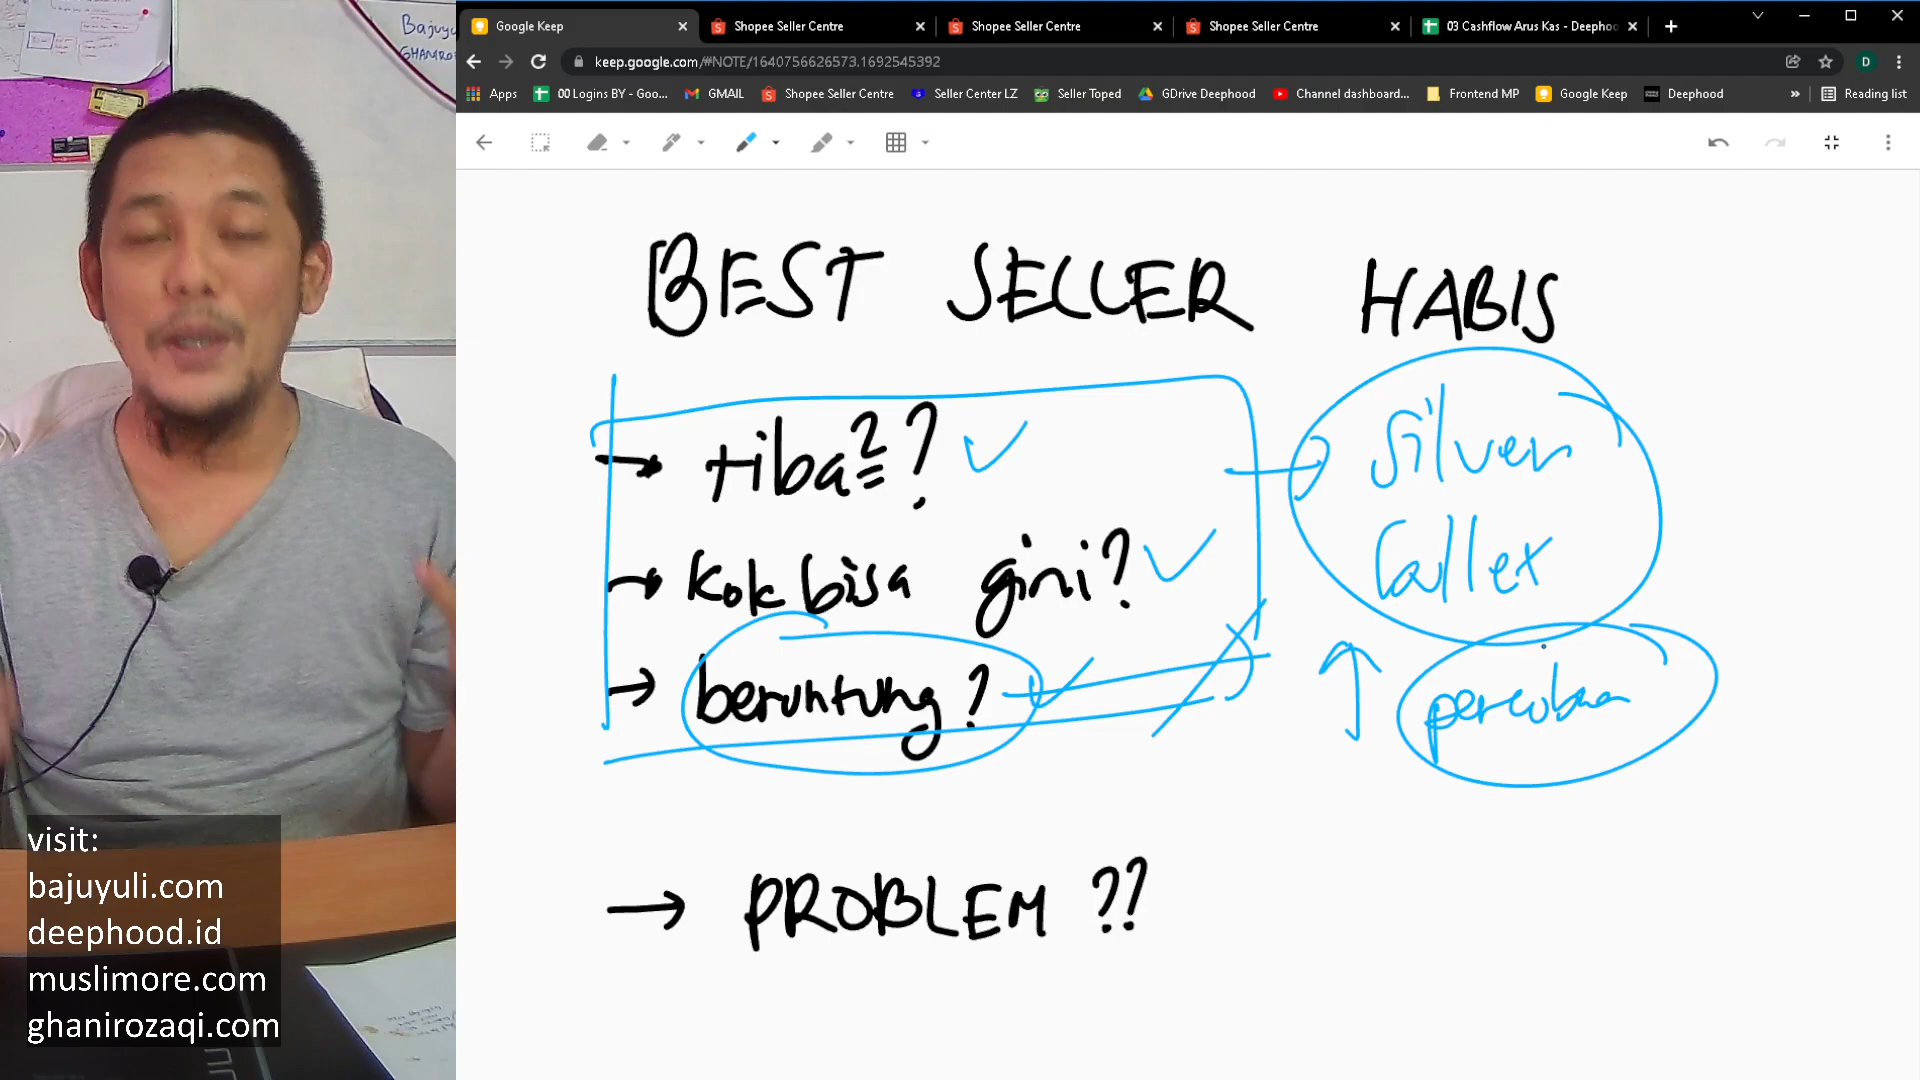 Bajuyu
GHANIRO
Google Keep
Shopee Seller Centre
Shopee Seller Centre
Shopee Seller Centre
03 Cashflow Arus Kas - Deephoo
keep.google.com/#NOTE/1640756626573.1692545392
D
Apps
00 Logins BY - Goo...
GMAIL
Shopee Seller Centre
Seller Center LZ
Seller Toped
GDrive Deephood
Channel dashboard...
Frontend MP
Google Keep
Deephood
»
Reading list
BEST SELLER HABIS
→ tiba2=? ✓
→ kok bisa gini? ✓
→ beruntung?
silver
bullet
percobaan
→ PROBLEM ??
visit:
bajuyuli.com
deephood.id
muslimore.com
ghanirozaqi.com